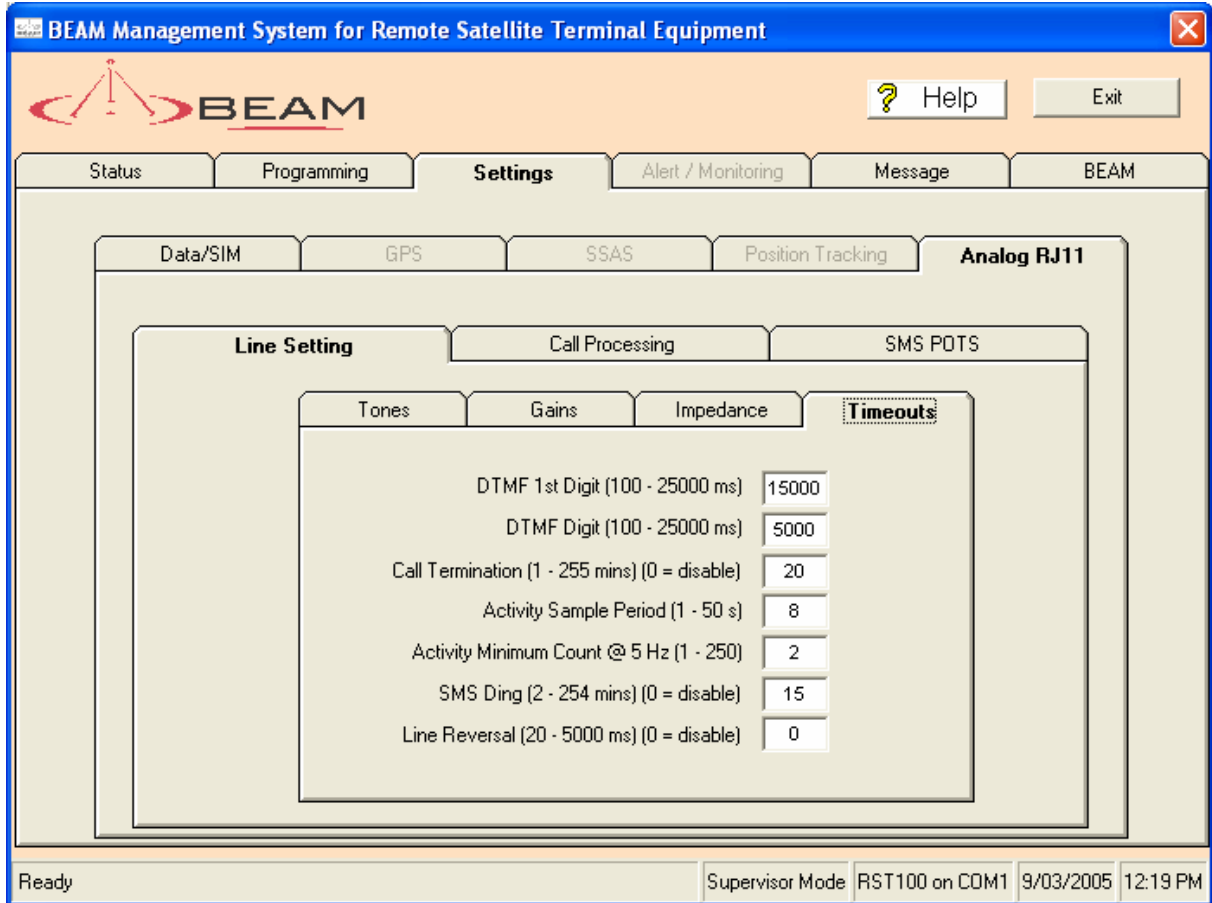 BEAM Management System for Remote Satellite Terminal Equipment
BEAM
? Help
Exit
Status Programming Settings Alert / Monitoring Message BEAM
Data/SIM GPS SSAS Position Tracking Analog RJ11
Line Setting Call Processing SMS POTS
Tones Gains Impedance Timeouts
DTMF 1st Digit (100 - 25000 ms) 15000
DTMF Digit (100 - 25000 ms) 5000
Call Termination (1 - 255 mins) (0 = disable) 20
Activity Sample Period (1 - 50 s) 8
Activity Minimum Count @ 5 Hz (1 - 250) 2
SMS Ding (2 - 254 mins) (0 = disable) 15
Line Reversal (20 - 5000 ms) (0 = disable) 0
Ready Supervisor Mode RST100 on COM1 9/03/2005 12:19 PM